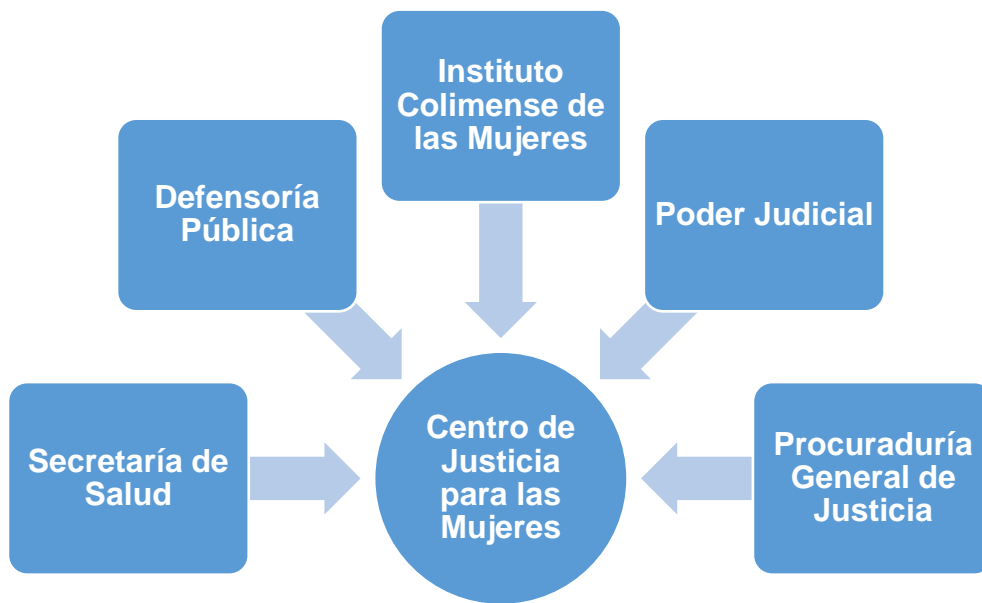 Instituto
Colimense de
las Mujeres
Defensoría
Pública
Poder Judicial
Secretaría de
Salud
Centro de
Justicia
para las
Mujeres
Procuraduría
General de
Justicia